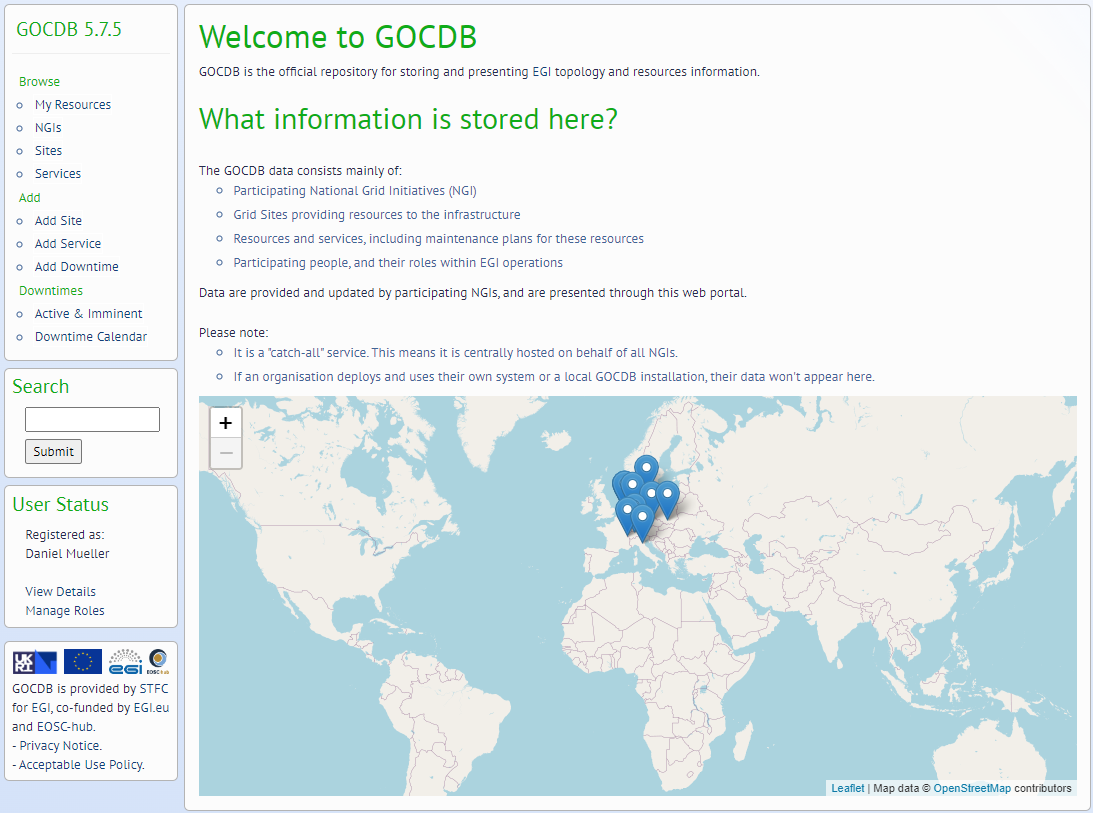 GOCDB 5.7.5
Browse
My Resources
NGIs
Sites
Services
Add
Add Site
Add Service
Add Downtime
Downtimes
Active & Imminent
Downtime Calendar
Search
Submit
User Status
Registered as:
Daniel Mueller
View Details
Manage Roles
UK
RI
egi
EOSC-hub
GOCDB is provided by STFC
for EGI, co-funded by EGI.eu
and EOSC-hub.
- Privacy Notice.
- Acceptable Use Policy.
Welcome to GOCDB
GOCDB is the official repository for storing and presenting EGI topology and resources information.
What information is stored here?
The GOCDB data consists mainly of:
Participating National Grid Initiatives (NGI)
Grid Sites providing resources to the infrastructure
Resources and services, including maintenance plans for these resources
Participating people, and their roles within EGI operations
Data are provided and updated by participating NGIs, and are presented through this web portal.
Please note:
It is a "catch-all" service. This means it is centrally hosted on behalf of all NGIs.
If an organisation deploys and uses their own system or a local GOCDB installation, their data won't appear here.
+
−
Leaflet | Map data © OpenStreetMap contributors